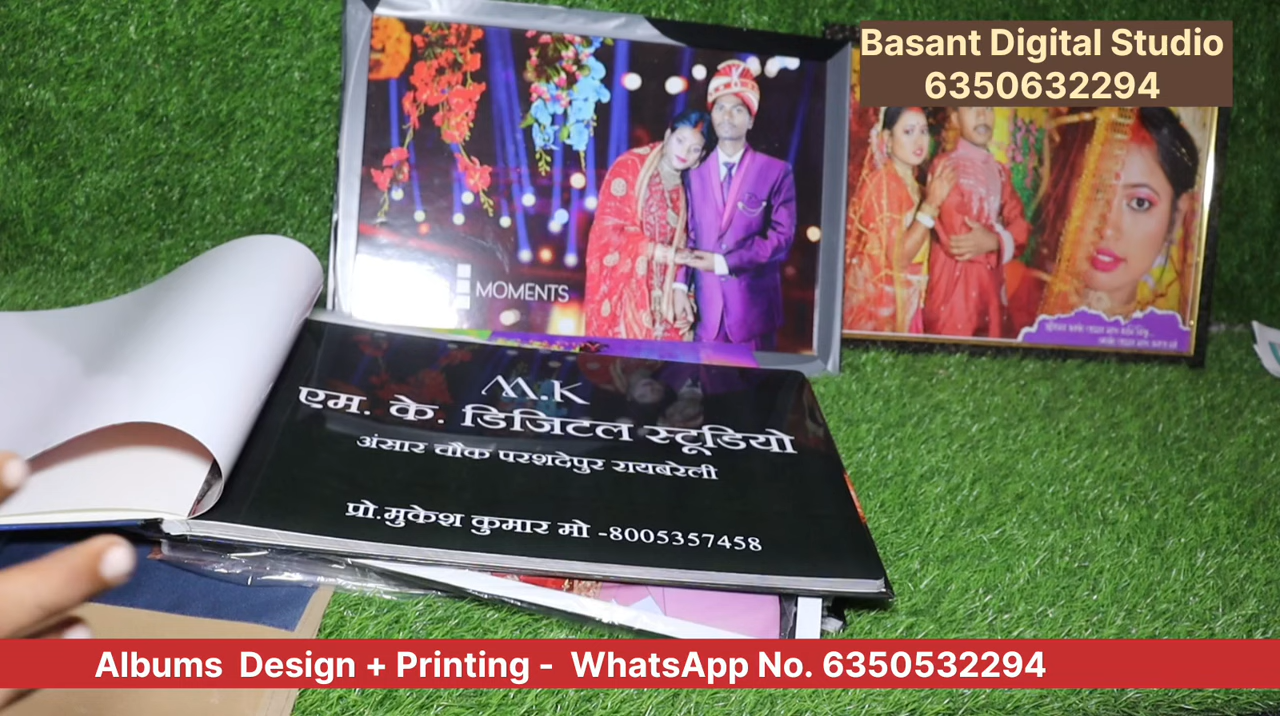 Basant Digital Studio
6350632294
MOMENTS
M.K
एम. के. डिजिटल स्टूडियो
अंसार चौक परशदेपुर रायबरेली
प्रो.मुकेश कुमार मो -8005357458
Albums Design + Printing - WhatsApp No. 6350532294